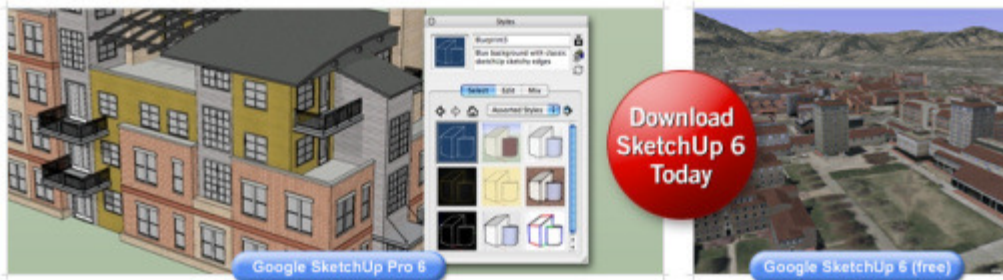 Styles
Blueprint3
Blue background with classic
sketchUp sketchy edges
Select Edit Mix
Assorted Styles
Download
SketchUp 6
Today
Google SketchUp Pro 6
Google SketchUp 6 (free)